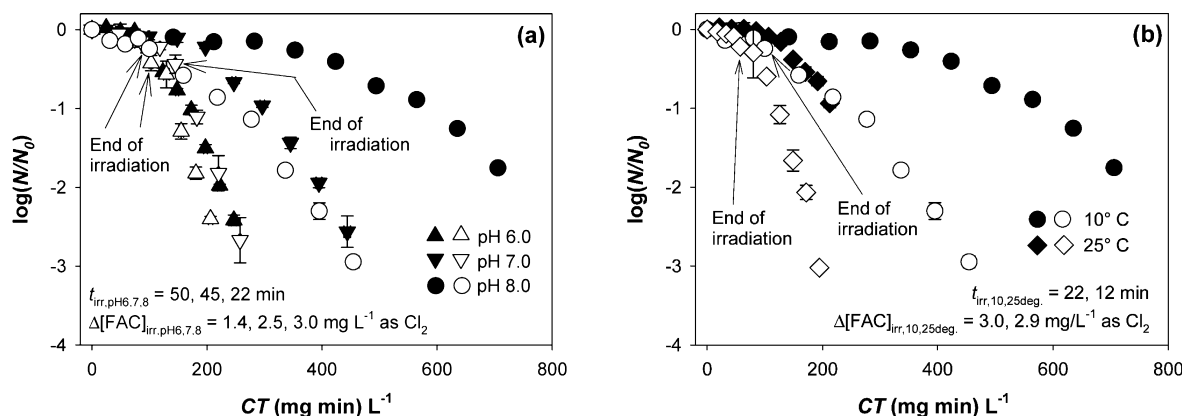 (a)
0
-1
-2
-3
-4
log(N/N0)
End of
irradiation
End of
irradiation
pH 6.0
pH 7.0
pH 8.0
tirr,pH6,7,8 = 50, 45, 22 min
Δ[FAC]irr,pH6,7,8 = 1.4, 2.5, 3.0 mg L-1 as Cl2
0 200 400 600 800
CT (mg min) L-1
(b)
0
-1
-2
-3
-4
log(N/N0)
End of
irradiation
End of
irradiation
10° C
25° C
tirr,10,25deg. = 22, 12 min
Δ[FAC]irr,10,25deg. = 3.0, 2.9 mg/L-1 as Cl2
0 200 400 600 800
CT (mg min) L-1